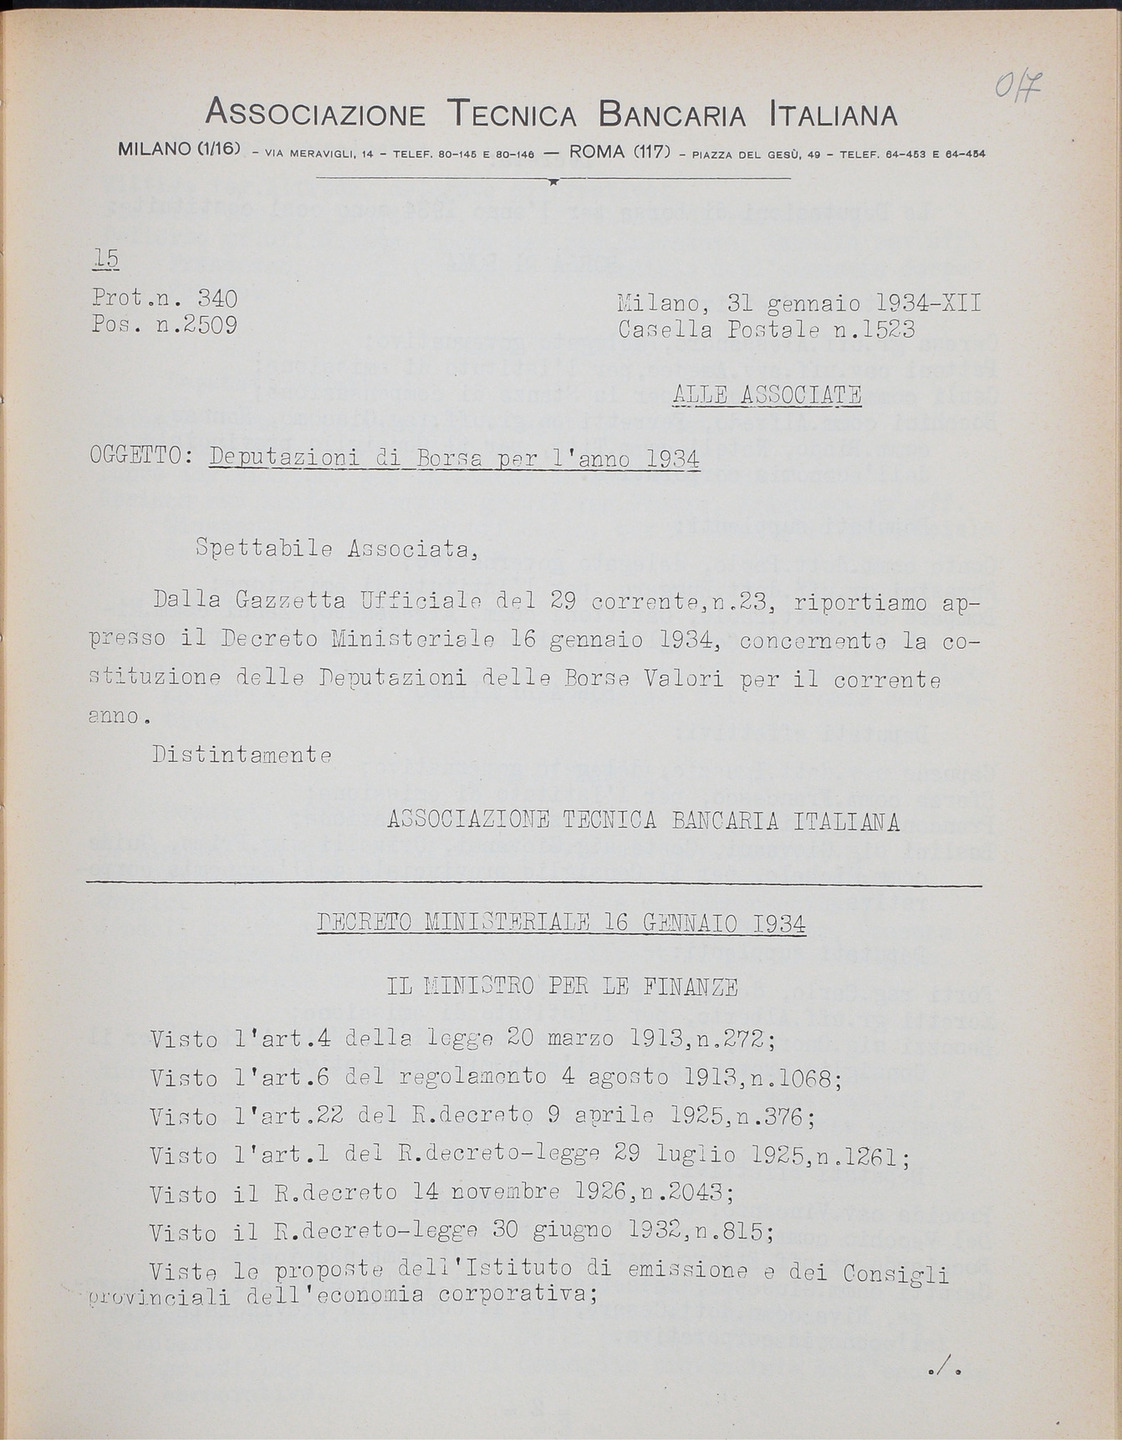 O/7
ASSOCIAZIONE TECNICA BANCARIA ITALIANA
MILANO (1/16) – VIA MERAVIGLI, 14 – TELEF. 80-145 E 80-146 — ROMA (117) – PIAZZA DEL GESÙ, 49 – TELEF. 64-453 E 64-454
15
Prot.n. 340
Pos. n.2509
Milano, 31 gennaio 1934-XII
Casella Postale n.1523
ALLE ASSOCIATE
OGGETTO: Deputazioni di Borsa per l'anno 1934
Spettabile Associata,
Dalla Gazzetta Ufficiale del 29 corrente,n.23, riportiamo ap-
presso il Decreto Ministeriale 16 gennaio 1934, concernente la co-
stituzione delle Deputazioni delle Borse Valori per il corrente
anno.
Distintamente
ASSOCIAZIONE TECNICA BANCARIA ITALIANA
DECRETO MINISTERIALE 16 GENNAIO 1934
IL MINISTRO PER LE FINANZE
Visto l'art.4 della legge 20 marzo 1913,n.272;
Visto l'art.6 del regolamento 4 agosto 1913,n.1068;
Visto l'art.22 del R.decreto 9 aprile 1925,n.376;
Visto l'art.1 del R.decreto-legge 29 luglio 1925,n.1261;
Visto il R.decreto 14 novembre 1926,n.2043;
Visto il R.decreto-legge 30 giugno 1932,n.815;
Viste le proposte dell'Istituto di emissione e dei Consigli
provinciali dell'economia corporativa;
./.